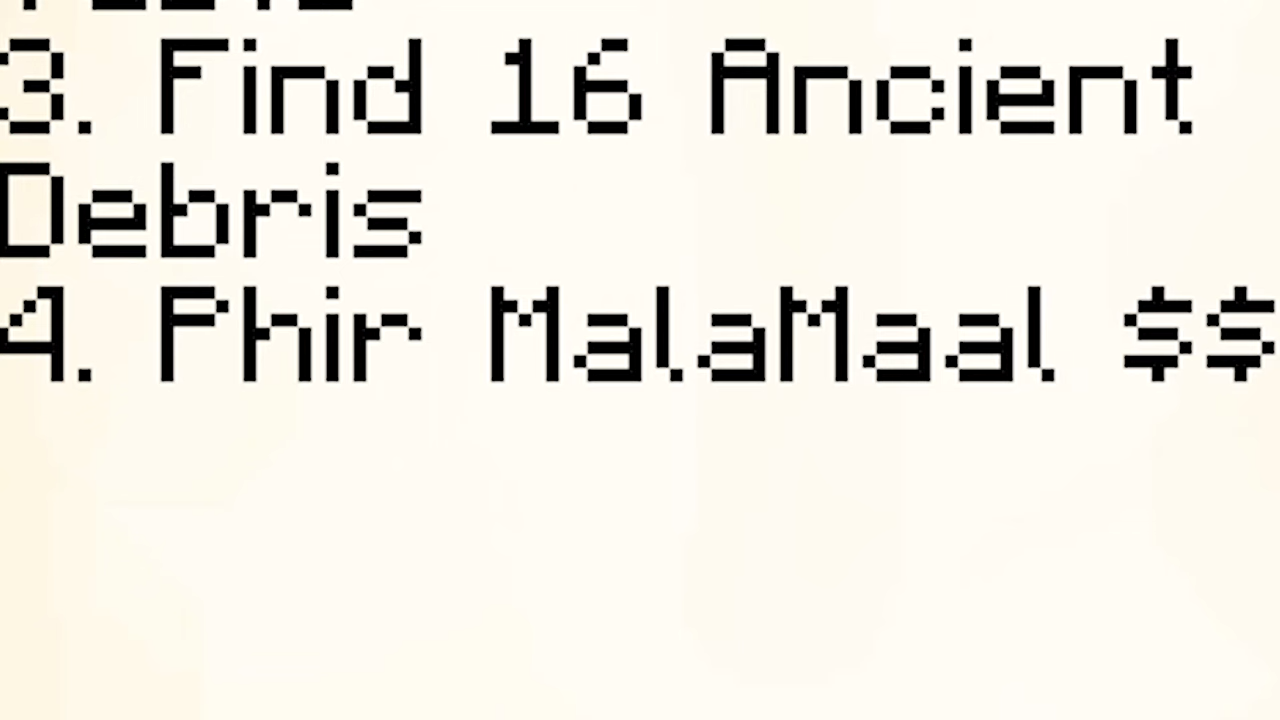 3. Find 16 Ancient
Debris
4. Phir MalaMaal $$